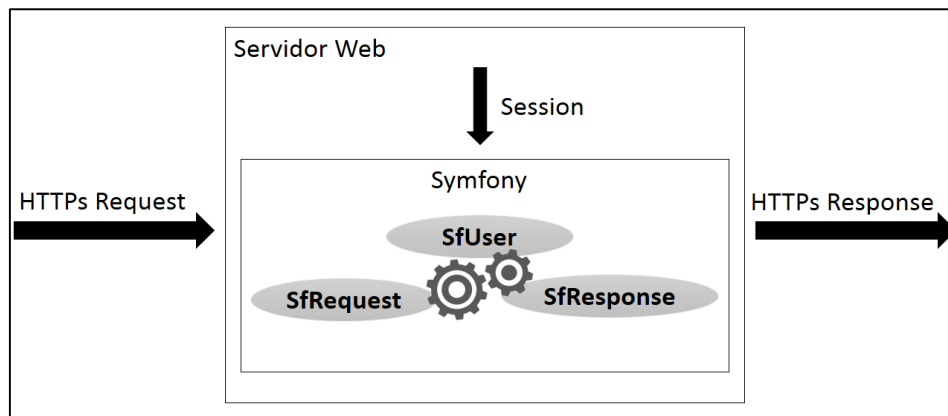 Servidor Web
Session
Symfony
HTTPs Request
HTTPs Response
SfUser
SfRequest
SfResponse